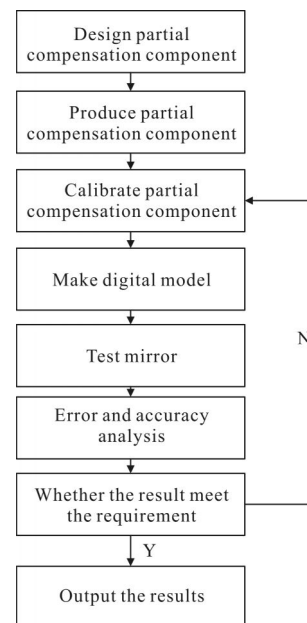 Design partial
compensation component
Produce partial
compensation component
Calibrate partial
compensation component
Make digital model
N
Test mirror
Error and accuracy
analysis
Whether the result meet
the requirement
Y
Output the results